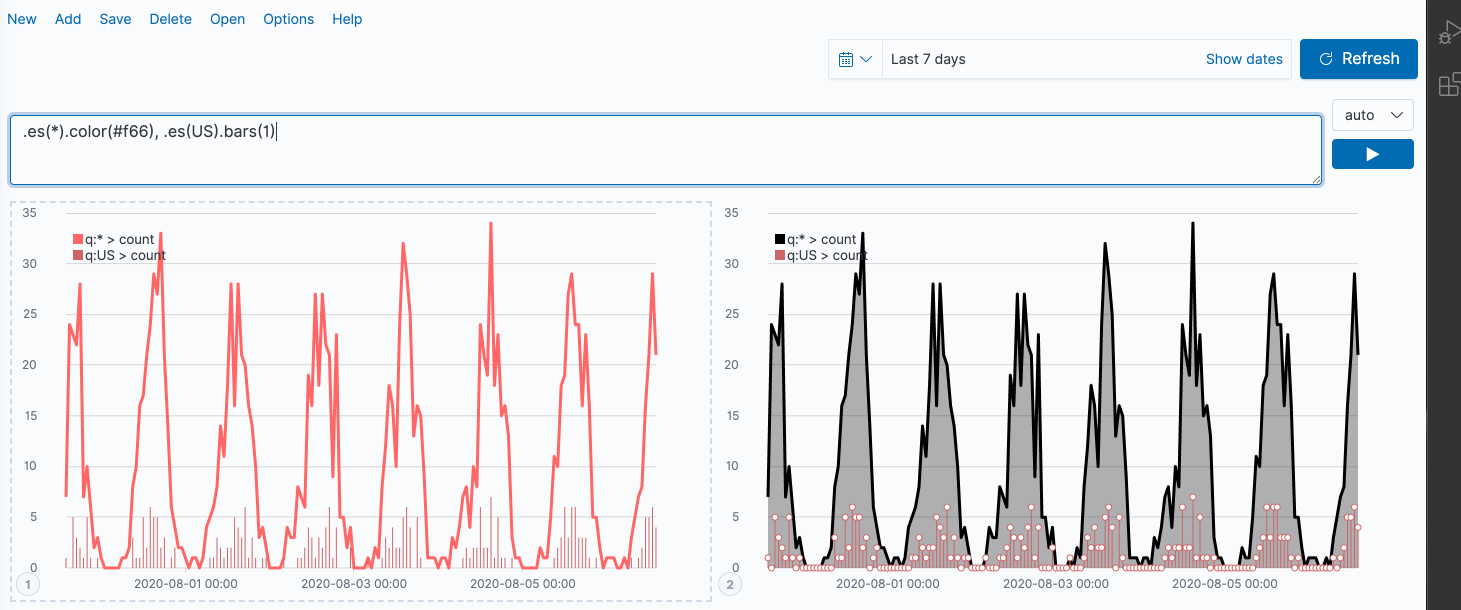 New Add Save Delete Open Options Help
Last 7 days Show dates Refresh
.es(*).color(#f66), .es(US).bars(1)
auto
35
q:* > count
q:US > count
30
25
20
15
10
5
0
2020-08-01 00:00 2020-08-03 00:00 2020-08-05 00:00
1
35
q:* > count
q:US > count
30
25
20
15
10
5
0
2020-08-01 00:00 2020-08-03 00:00 2020-08-05 00:00
2